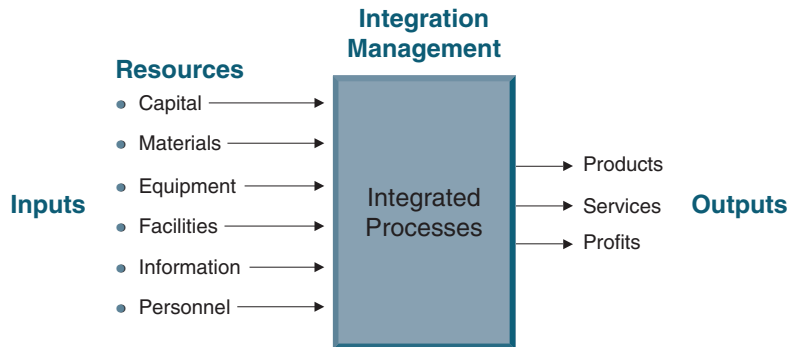 Integration
Management
Resources
Capital
Materials
Equipment
Facilities
Information
Personnel
Inputs
Integrated
Processes
Products
Services
Profits
Outputs